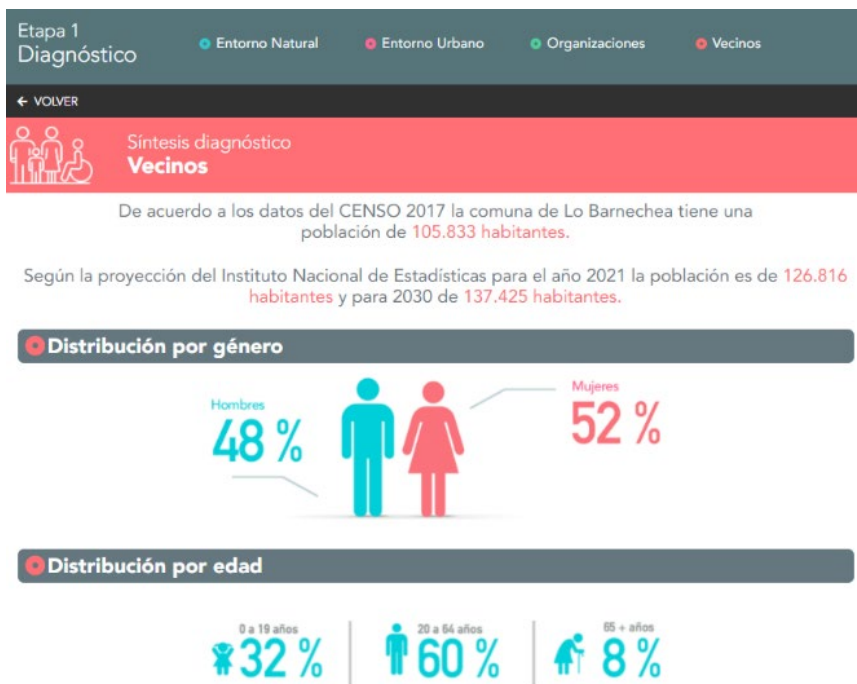 Etapa 1
Diagnóstico
Entorno Natural
Entorno Urbano
Organizaciones
Vecinos
← VOLVER
Síntesis diagnóstico
Vecinos
De acuerdo a los datos del CENSO 2017 la comuna de Lo Barnechea tiene una
población de 105.833 habitantes.
Según la proyección del Instituto Nacional de Estadísticas para el año 2021 la población es de 126.816
habitantes y para 2030 de 137.425 habitantes.
Distribución por género
Hombres
48 %
Mujeres
52 %
Distribución por edad
0 a 19 años
32 %
20 a 64 años
60 %
65 + años
8 %